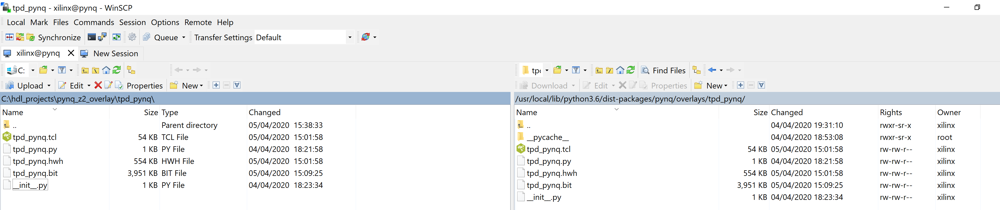 tpd_pynq - xilinx@pynq - WinSCP
Local Mark Files Commands Session Options Remote Help
Synchronize Queue Transfer Settings Default
xilinx@pynq New Session
C: tpd Find Files
Upload Edit Properties New Download Edit Properties New
C:\hdl_projects\pynq_z2_overlay\tpd_pynq\
Name Size Type Changed
.. Parent directory 05/04/2020 15:38:33
tpd_pynq.tcl 54 KB TCL File 05/04/2020 15:01:58
tpd_pynq.py 1 KB PY File 04/04/2020 18:21:58
tpd_pynq.hwh 554 KB HWH File 05/04/2020 15:01:58
tpd_pynq.bit 3,951 KB BIT File 05/04/2020 15:09:25
__init__.py 1 KB PY File 04/04/2020 18:23:34
/usr/local/lib/python3.6/dist-packages/pynq/overlays/tpd_pynq/
Name Size Changed Rights Owner
.. 04/04/2020 19:31:10 rwxr-sr-x xilinx
__pycache__ 04/04/2020 18:53:08 rwxr-sr-x root
tpd_pynq.tcl 54 KB 05/04/2020 15:01:58 rw-rw-r-- xilinx
tpd_pynq.py 1 KB 04/04/2020 18:21:58 rw-rw-r-- xilinx
tpd_pynq.hwh 554 KB 05/04/2020 15:01:58 rw-rw-r-- xilinx
tpd_pynq.bit 3,951 KB 05/04/2020 15:09:25 rw-rw-r-- xilinx
__init__.py 1 KB 04/04/2020 18:23:34 rw-rw-r-- xilinx